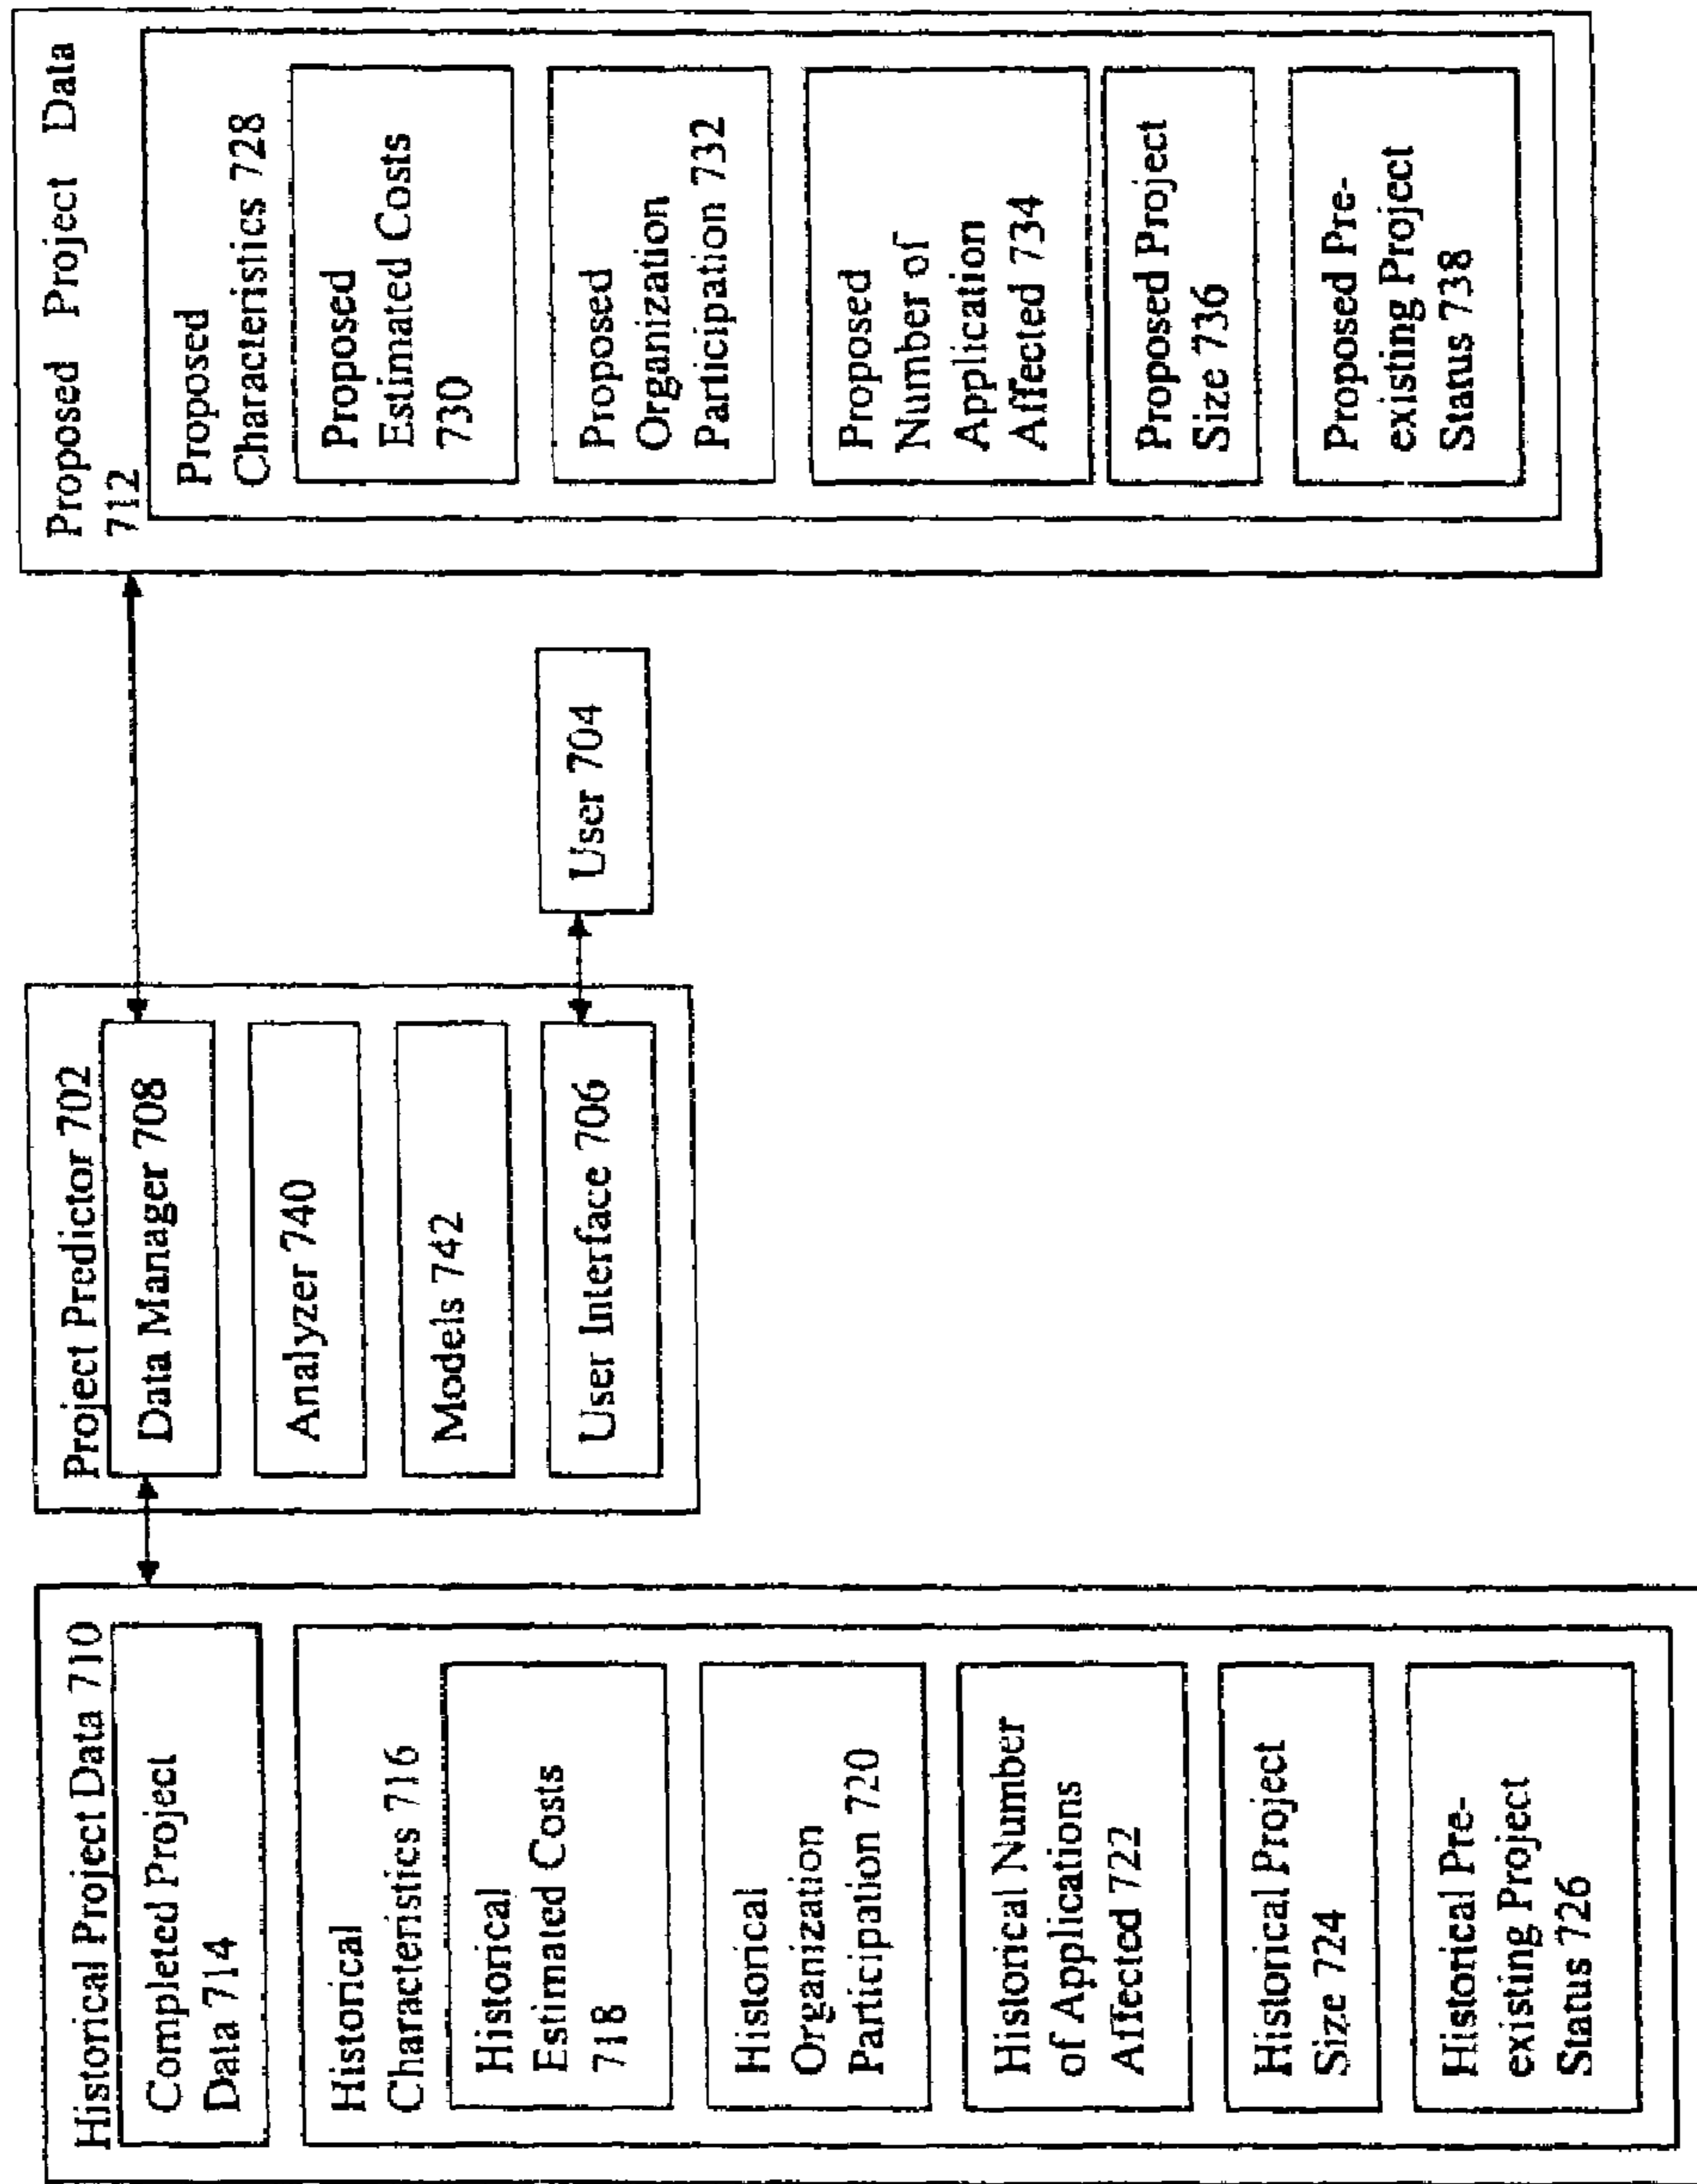 Historical Project Data 710
Completed Project
Data 714
Historical
Characteristics 716
Historical
Estimated Costs
718
Historical
Organization
Participation 720
Historical Number
of Applications
Affected 722
Historical Project
Size 724
Historical Pre-
existing Project
Status 726
Project Predictor 702
Data Manager 708
Analyzer 740
Models 742
User Interface 706
User 704
Proposed Project Data
712
Proposed
Characteristics 728
Proposed
Estimated Costs
730
Proposed
Organization
Participation 732
Proposed
Number of
Application
Affected 734
Proposed Project
Size 736
Proposed Pre-
existing Project
Status 738